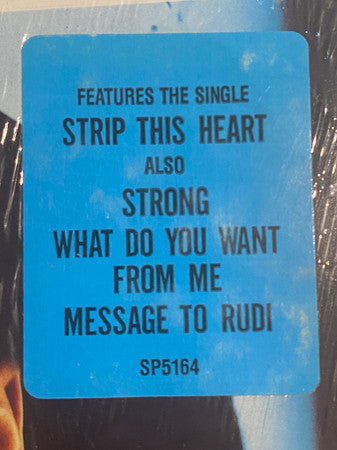 FEATURES THE SINGLE
STRIP THIS HEART
ALSO
STRONG
WHAT DO YOU WANT
FROM ME
MESSAGE TO RUDI
SP5164